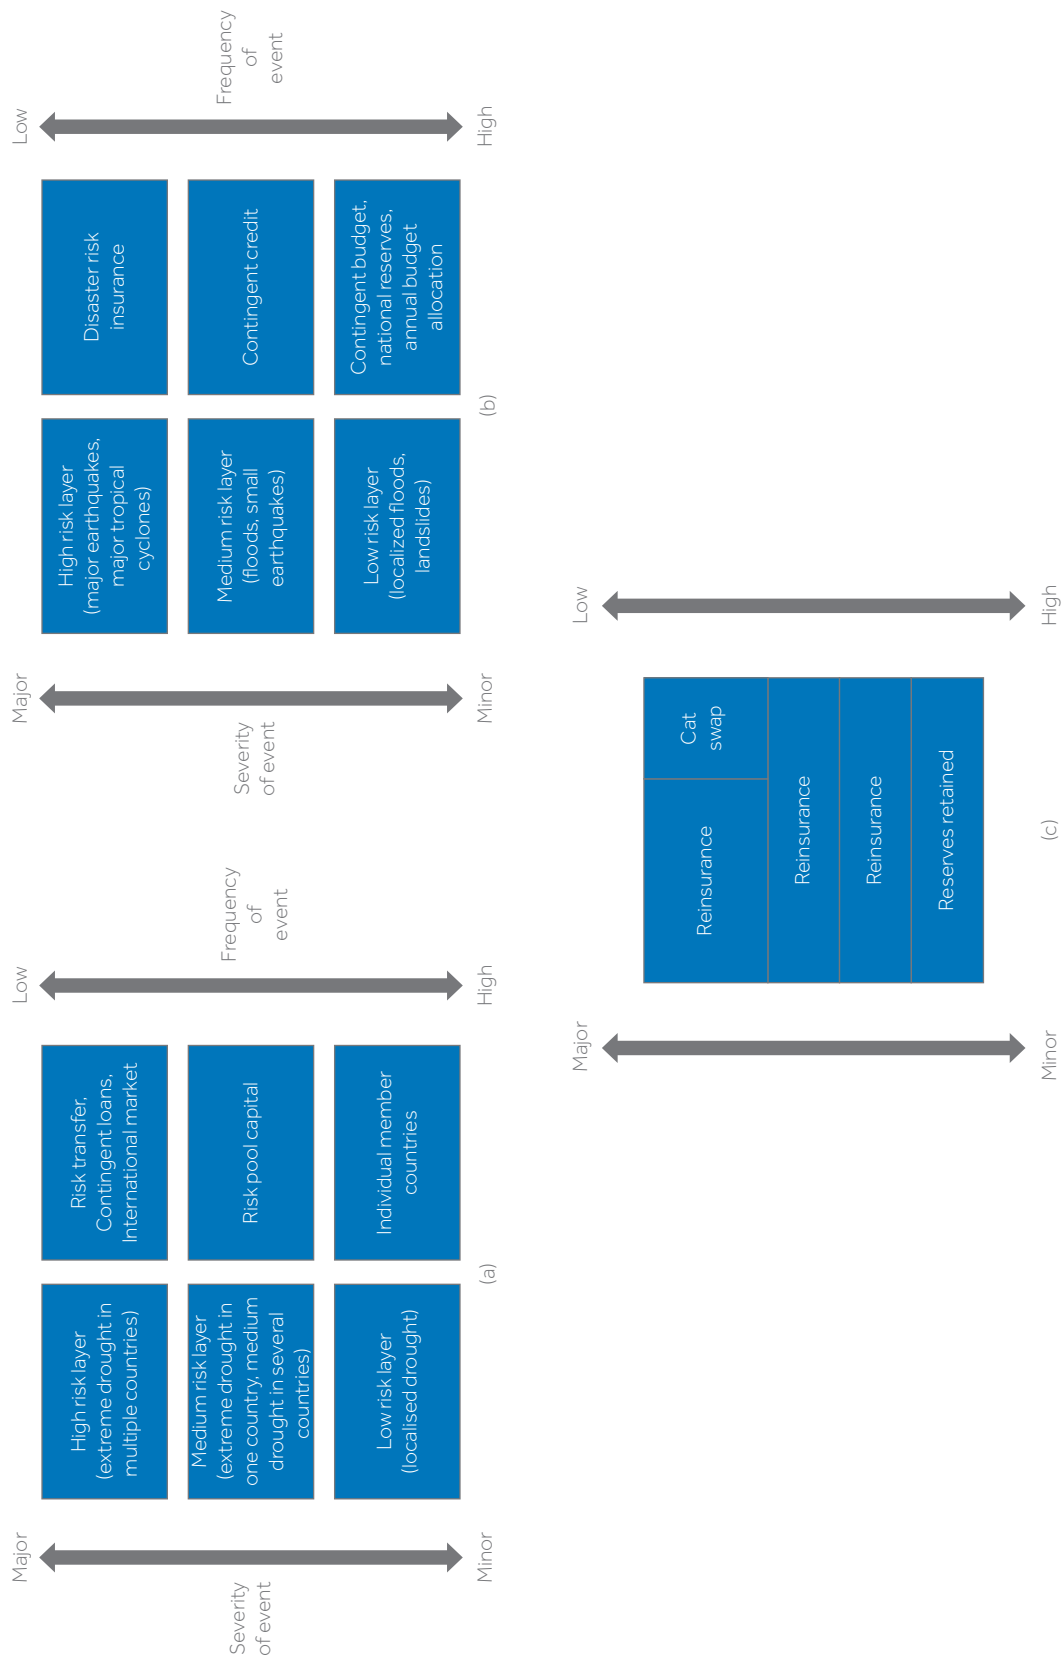 Major
Severity
of event
Minor
High risk layer
(extreme drought in
multiple countries)
Risk transfer,
Contingent loans,
International market
Medium risk layer
(extreme drought in
one country, medium
drought in several
countries)
Risk pool capital
Low risk layer
(localised drought)
Individual member
countries
Low
Frequency
of
event
High
(a)
Major
Severity
of event
Minor
High risk layer
(major earthquakes,
major tropical
cyclones)
Disaster risk
insurance
Medium risk layer
(floods, small
earthquakes)
Contingent credit
Low risk layer
(localized floods,
landslides)
Contingent budget,
national reserves,
annual budget
allocation
Low
Frequency
of
event
High
(b)
Major
Minor
Reinsurance
Cat
swap
Reinsurance
Reinsurance
Reserves retained
Low
High
(c)